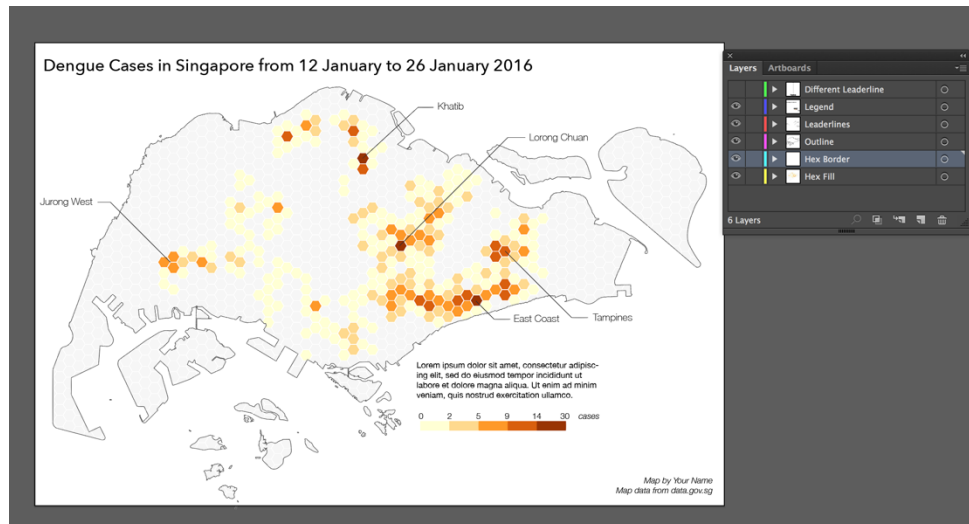 Dengue Cases in Singapore from 12 January to 26 January 2016
Khatib
Lorong Chuan
Jurong West
East Coast
Tampines
Lorem ipsum dolor sit amet, consectetur adipisc-
ing elit, sed do eiusmod tempor incididunt ut
labore et dolore magna aliqua. Ut enim ad minim
veniam, quis nostrud exercitation ullamco.
0 2 5 9 14 30 cases
Map by Your Name
Map data from data.gov.sg
Layers Artboards
Different Leaderline
Legend
Leaderlines
Outline
Hex Border
Hex Fill
6 Layers